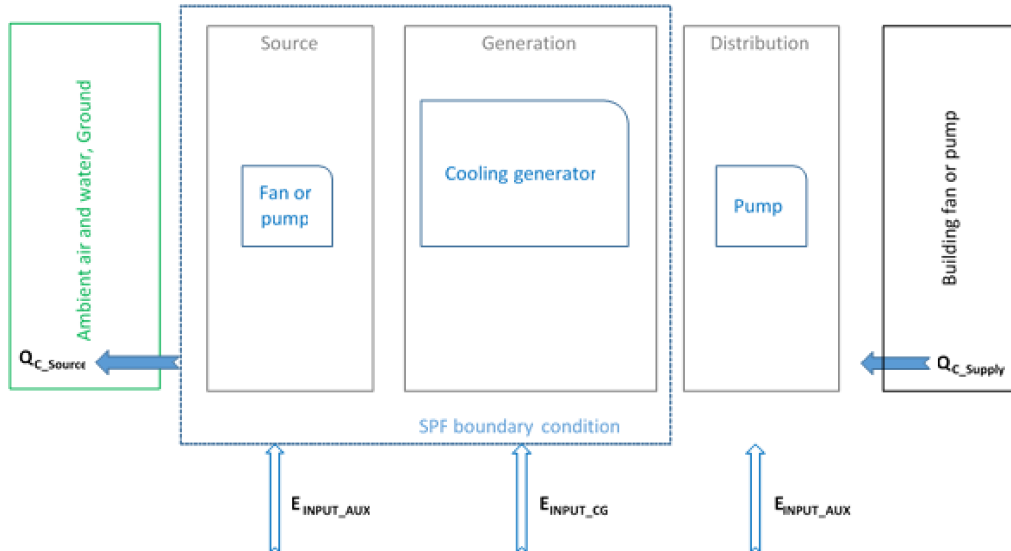 Source
Generation
Distribution
Ambient air and water, Ground
Fan or
pump
Cooling generator
Pump
Building fan or pump
QC_Source
QC_Supply
SPF boundary condition
EINPUT_AUX
EINPUT_CG
EINPUT_AUX